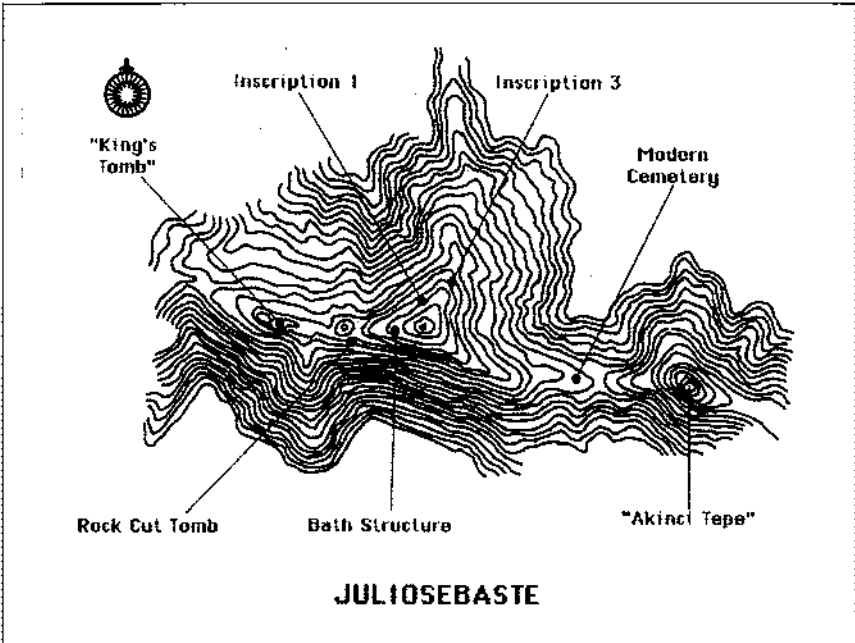 Inscription 1
Inscription 3
"King's
Tomb"
Modern
Cemetery
Rock Cut Tomb
Bath Structure
"Akinci Tepe"
JULIOSEBASTE